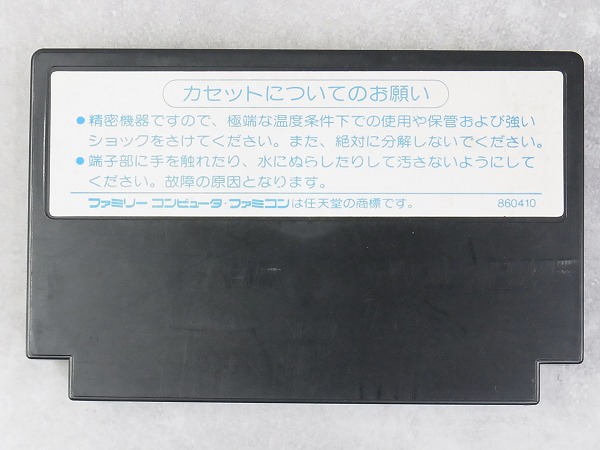 カセットについてのお願い
●精密機器ですので、極端な温度条件下での使用や保管および強い
ショックをさけてください。また、絶対に分解しないでください。
●端子部に手を触れたり、水にぬらしたりして汚さないようにして
ください。故障の原因となります。
ファミリーコンピュータ・ファミコンは任天堂の商標です。 860410